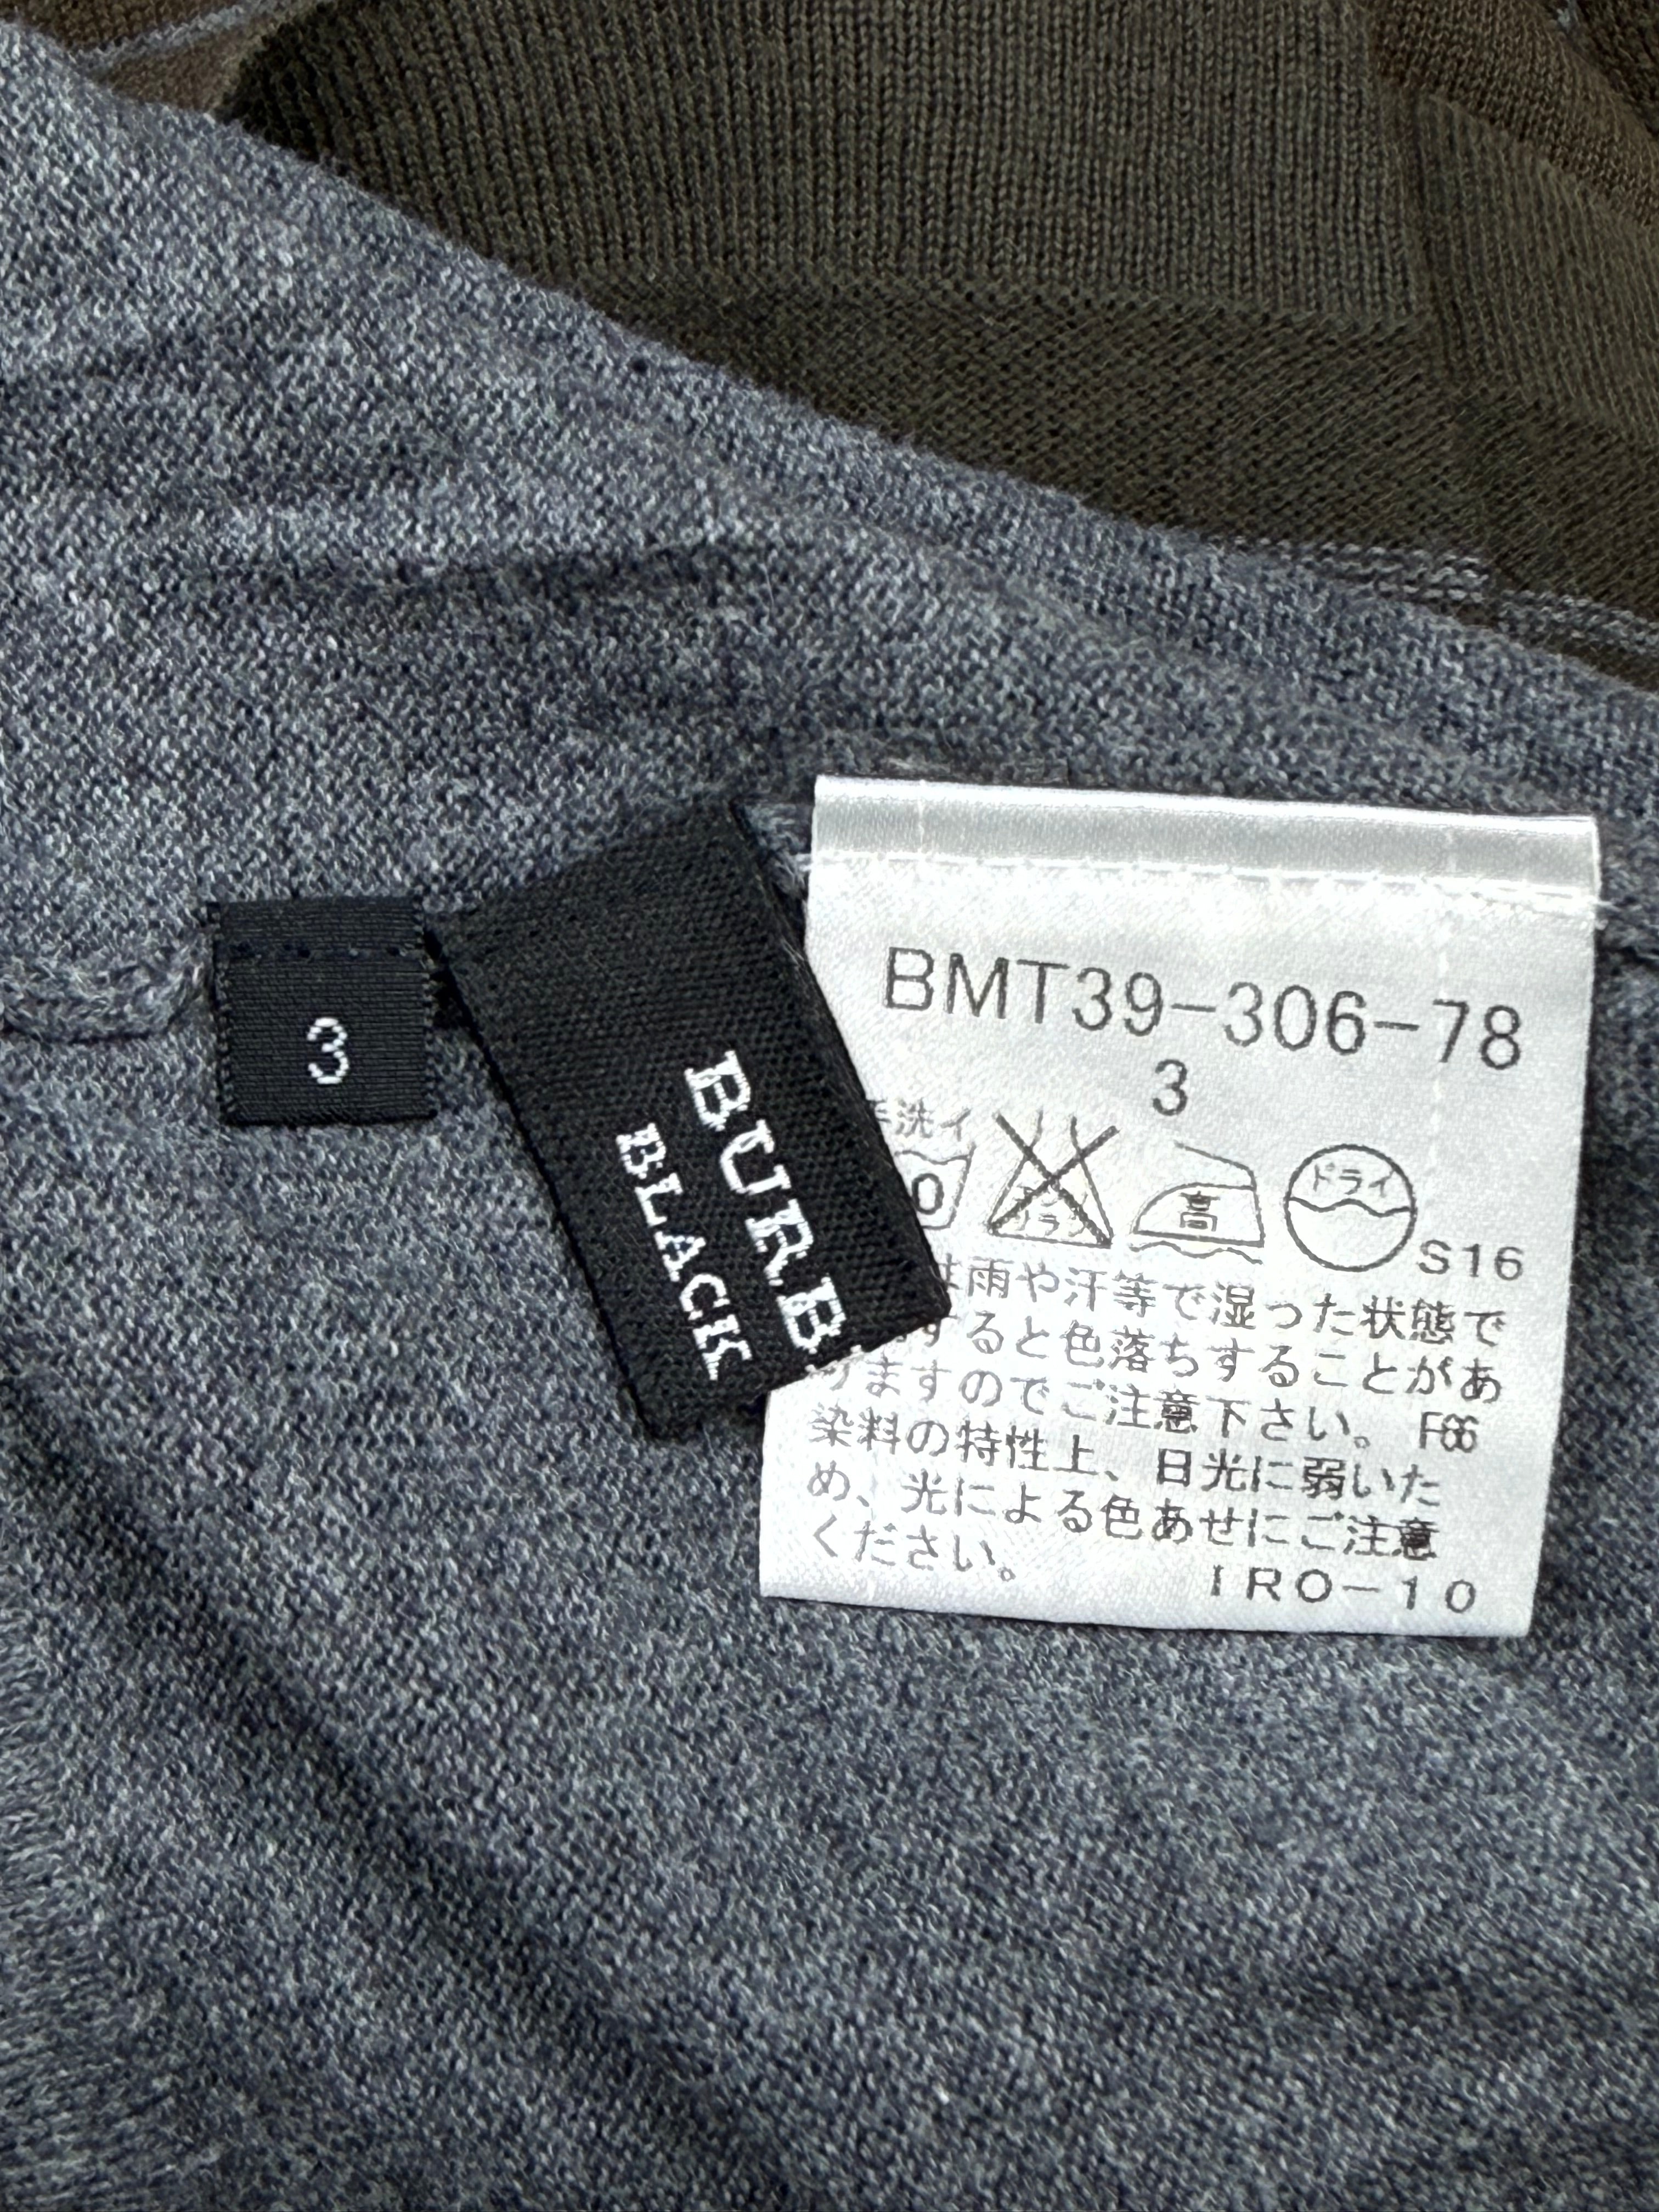 3
BURB
BLACK
BMT39-306-78
3
手洗イ
高
ドライ
S16
は雨や汗等で湿った状態で
すると色落ちすることがあ
りますのでご注意下さい。 F66
染料の特性上、日光に弱いた
め、光による色あせにご注意
ください。
IRO-10